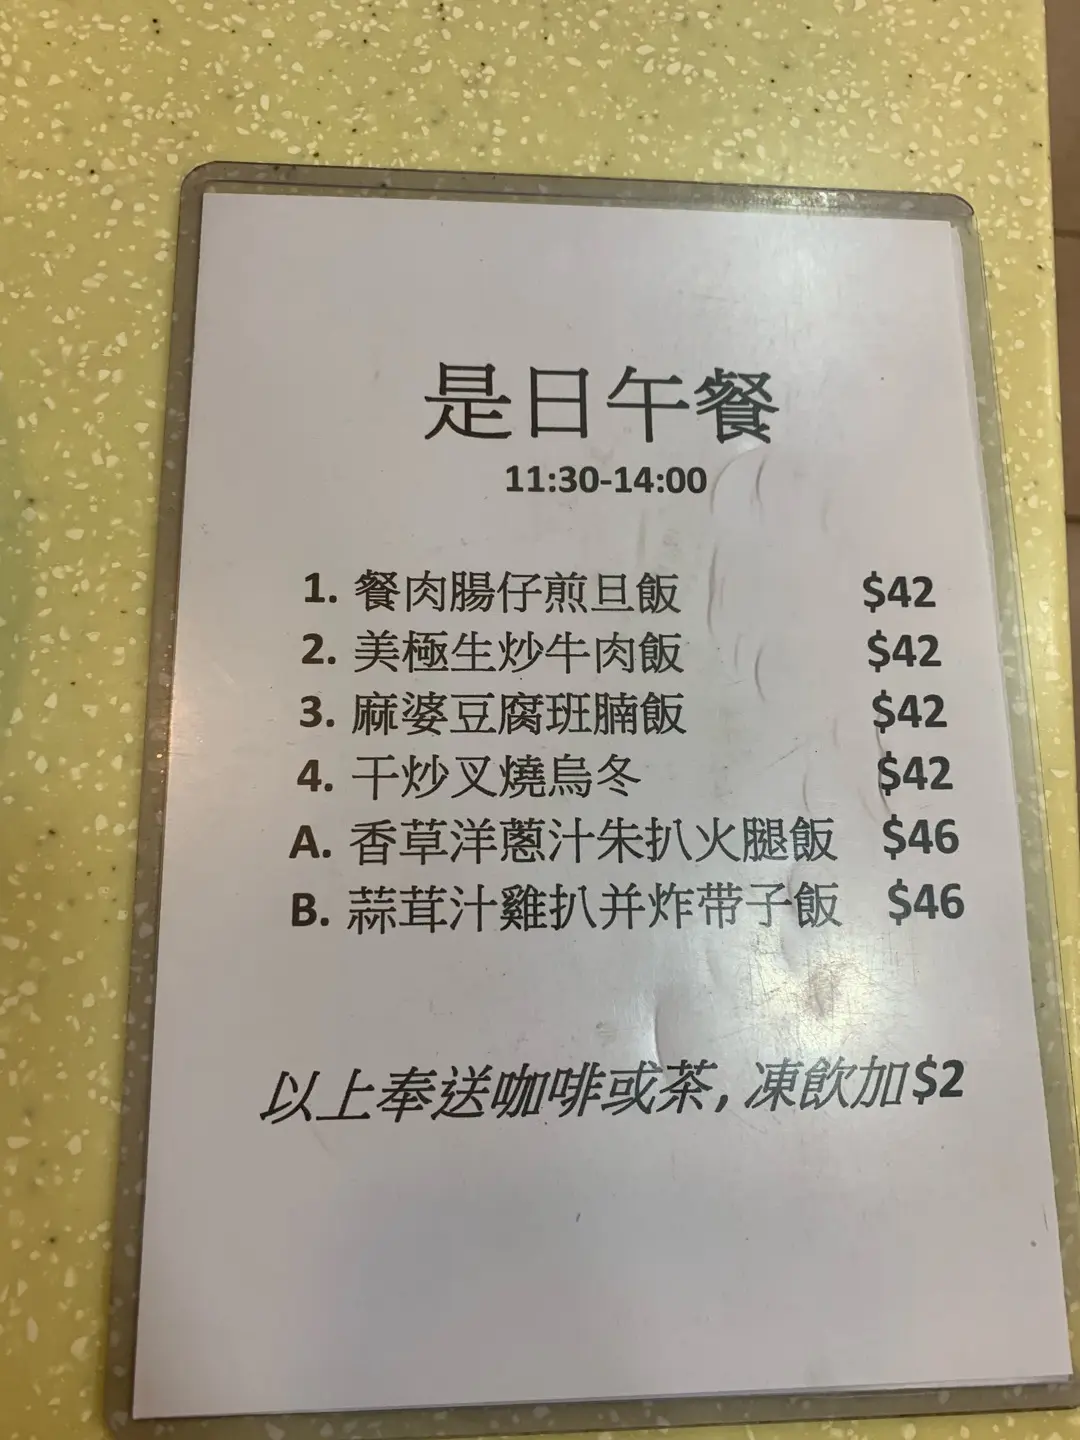 是日午餐
11:30-14:00
1. 餐肉腸仔煎旦飯 $42
2. 美極生炒牛肉飯 $42
3. 麻婆豆腐班腩飯 $42
4. 干炒叉燒烏冬 $42
A. 香草洋蔥汁朱扒火腿飯 $46
B. 蒜茸汁雞扒并炸带子飯 $46
以上奉送咖啡或茶, 凍飲加$2